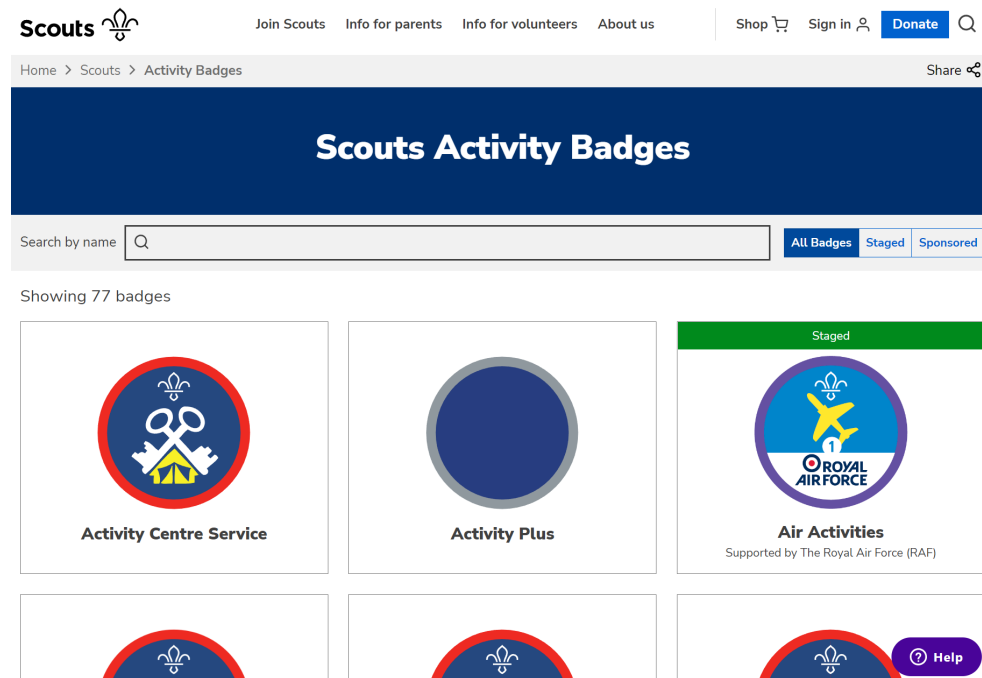 Scouts
Join Scouts Info for parents Info for volunteers About us Shop Sign in Donate
Home > Scouts > Activity Badges Share
Scouts Activity Badges
Search by name All Badges Staged Sponsored
Showing 77 badges
Activity Centre Service
Activity Plus
Staged
1
ROYAL
AIR FORCE
Air Activities
Supported by The Royal Air Force (RAF)
? Help